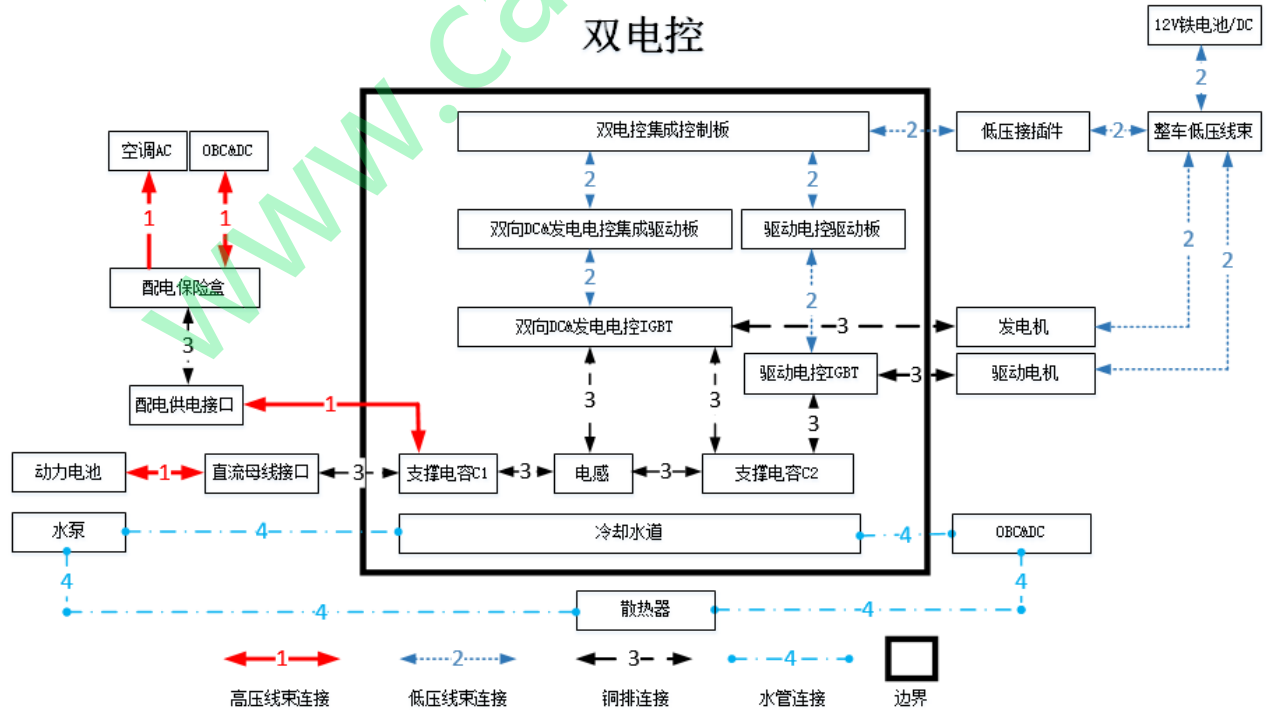 双电控
12V铁电池/DC
2
双电控集成控制板
2
低压接插件
2
整车低压线束
空调AC
OBC&DC
2
2
1
1
双向DC&发电电控集成驱动板
驱动电控驱动板
2
2
2
2
配电保险盒
双向DC&发电电控IGBT
3
发电机
3
驱动电控IGBT
3
驱动电机
配电供电接口
1
3
3
3
动力电池
1
直流母线接口
3
支撑电容C1
3
电感
3
支撑电容C2
水泵
4
冷却水道
4
OBC&DC
4
4
4
散热器
4
1
2
3
4
高压线束连接
低压线束连接
铜排连接
水管连接
边界
www.ca